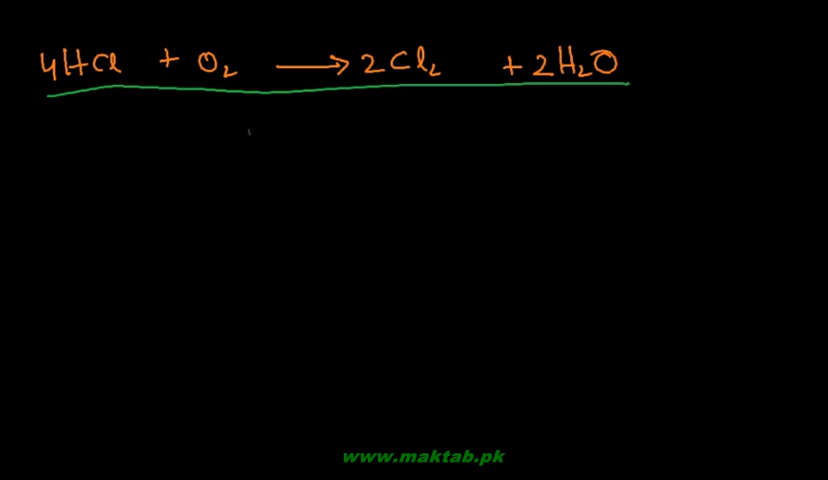 4HCl + O₂ ⟶ 2Cl₂ + 2H₂O
www.maktab.pk